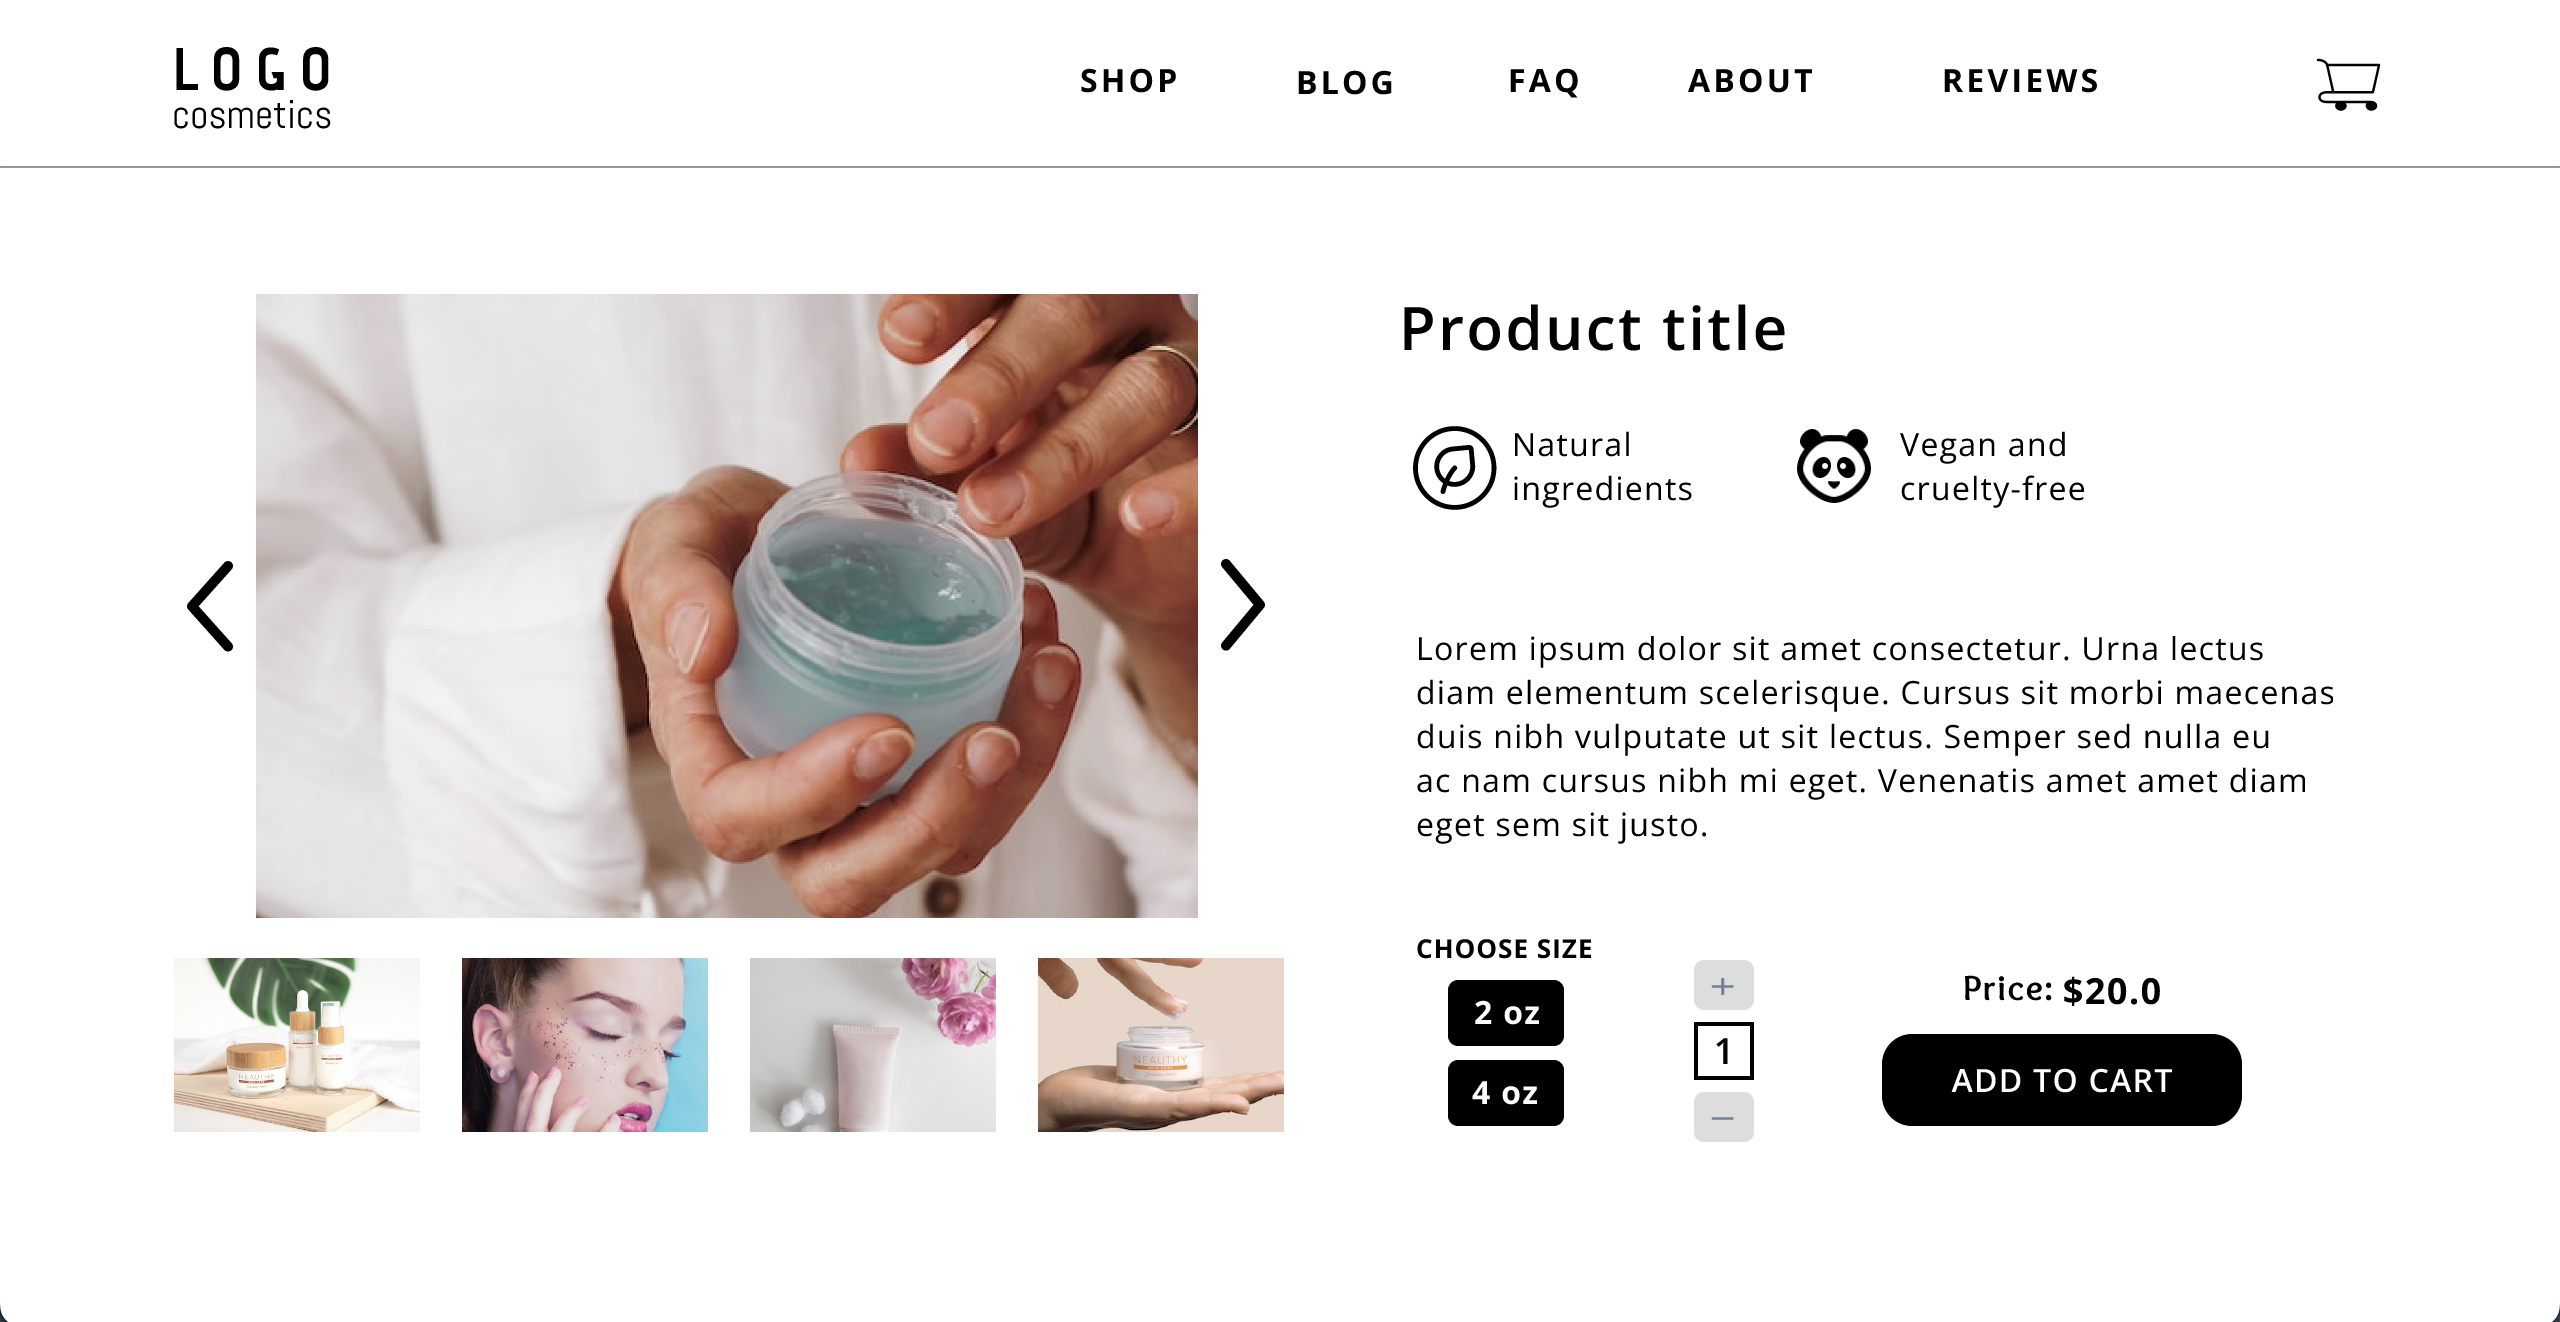 LOGO
cosmetics
SHOP BLOG FAQ ABOUT REVIEWS
Product title
Natural
ingredients
Vegan and
cruelty-free
Lorem ipsum dolor sit amet consectetur. Urna lectus
diam elementum scelerisque. Cursus sit morbi maecenas
duis nibh vulputate ut sit lectus. Semper sed nulla eu
ac nam cursus nibh mi eget. Venenatis amet amet diam
eget sem sit justo.
CHOOSE SIZE
2 oz
4 oz
+
1
−
Price: $20.0
ADD TO CART
NEAUTHY
NEAUTHY